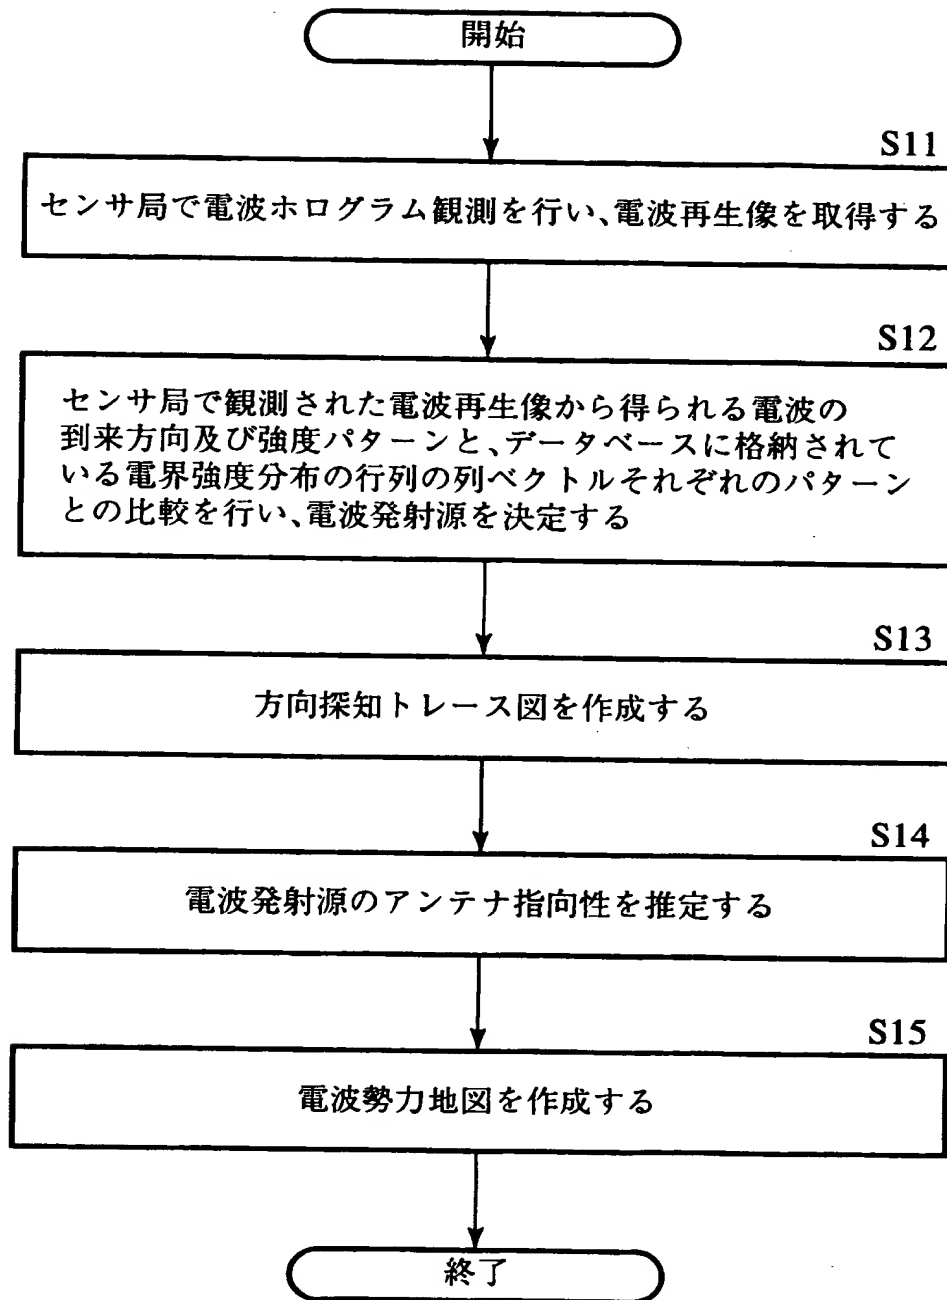 開始
S11
センサ局で電波ホログラム観測を行い、電波再生像を取得する
S12
センサ局で観測された電波再生像から得られる電波の
到来方向及び強度パターンと、データベースに格納されて
いる電界強度分布の行列の列ベクトルそれぞれのパターン
との比較を行い、電波発射源を決定する
S13
方向探知トレース図を作成する
S14
電波発射源のアンテナ指向性を推定する
S15
電波勢力地図を作成する
終了